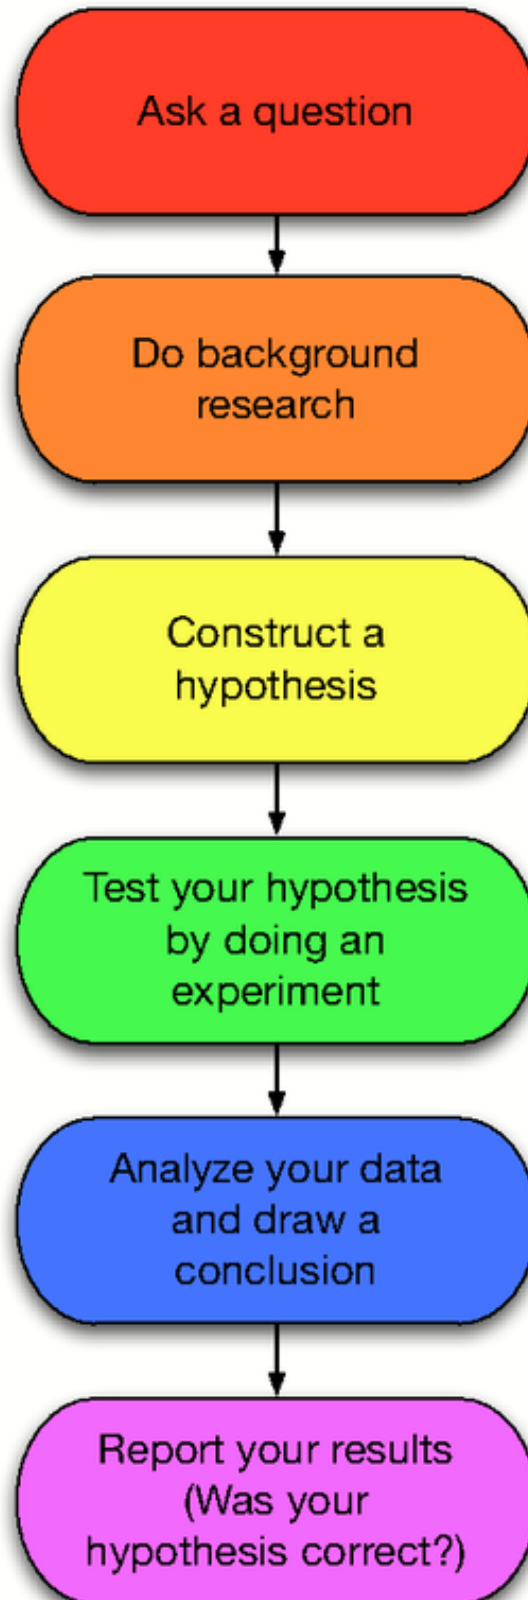 Ask a question
Do background
research
Construct a
hypothesis
Test your hypothesis
by doing an
experiment
Analyze your data
and draw a
conclusion
Report your results
(Was your
hypothesis correct?)